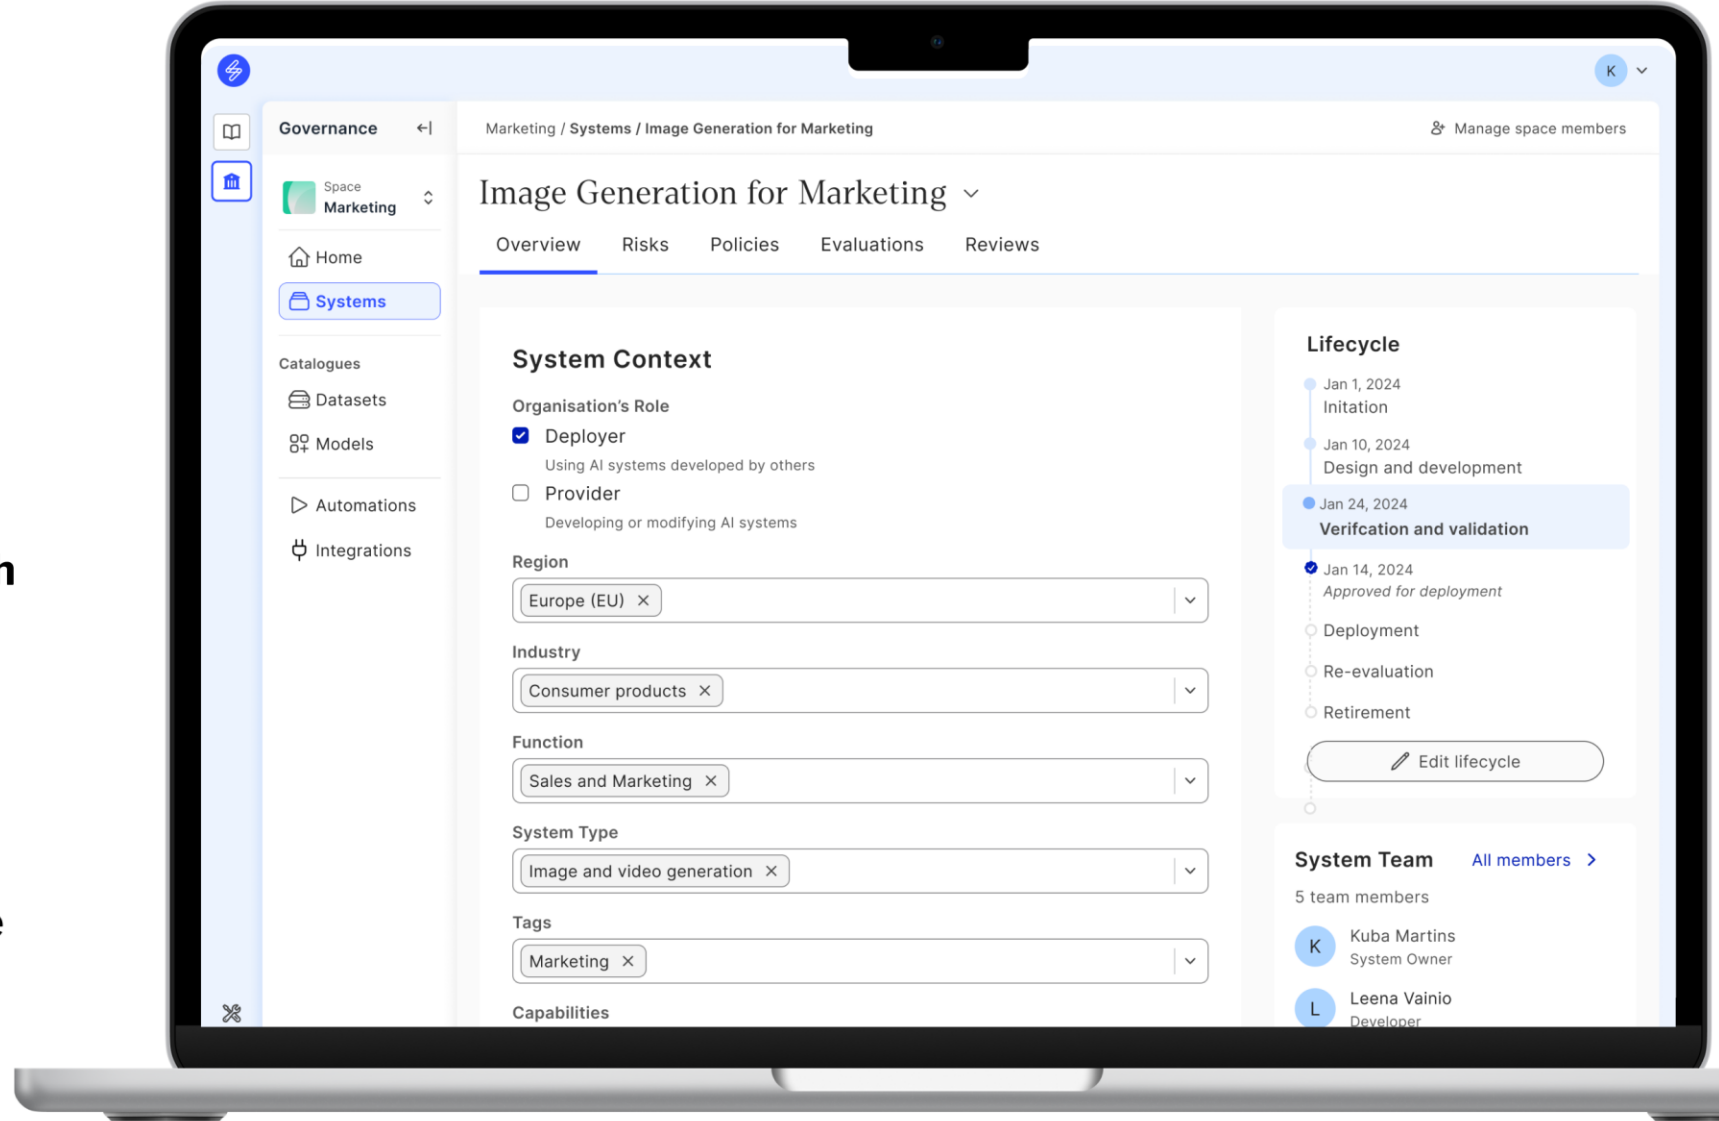 K
Governance
Marketing / Systems / Image Generation for Marketing
Manage space members
Space
Marketing
Image Generation for Marketing
Home
Systems
Overview Risks Policies Evaluations Reviews
Catalogues
Datasets
Models
Automations
Integrations
System Context
Organisation’s Role
Deployer
Using AI systems developed by others
Provider
Developing or modifying AI systems
Region
Europe (EU)
Industry
Consumer products
Function
Sales and Marketing
System Type
Image and video generation
Tags
Marketing
Capabilities
Lifecycle
Jan 1, 2024
Initation
Jan 10, 2024
Design and development
Jan 24, 2024
Verifcation and validation
Jan 14, 2024
Approved for deployment
Deployment
Re-evaluation
Retirement
Edit lifecycle
System Team All members
5 team members
K
Kuba Martins
System Owner
L
Leena Vainio
Developer